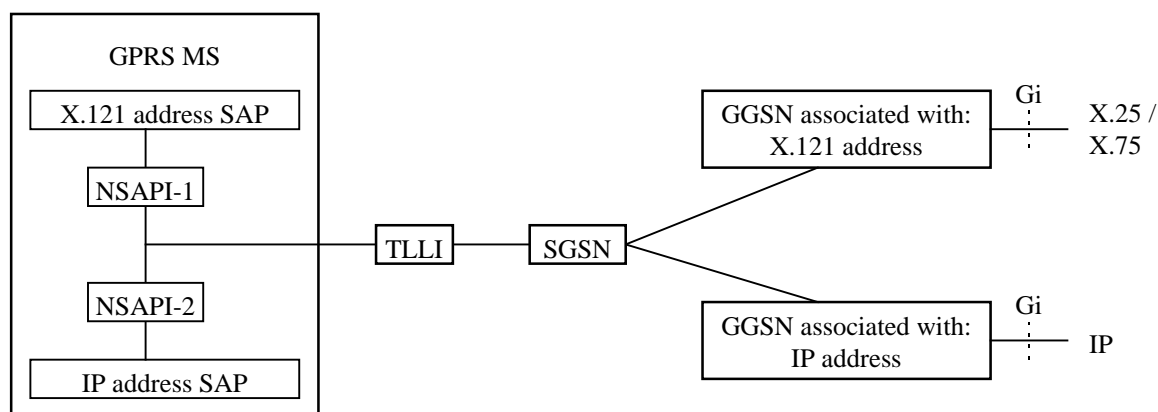 GPRS MS
X.121 address SAP
NSAPI-1
NSAPI-2
IP address SAP
TLLI
SGSN
GGSN associated with:
X.121 address
Gi
X.25 /
X.75
GGSN associated with:
IP address
Gi
IP